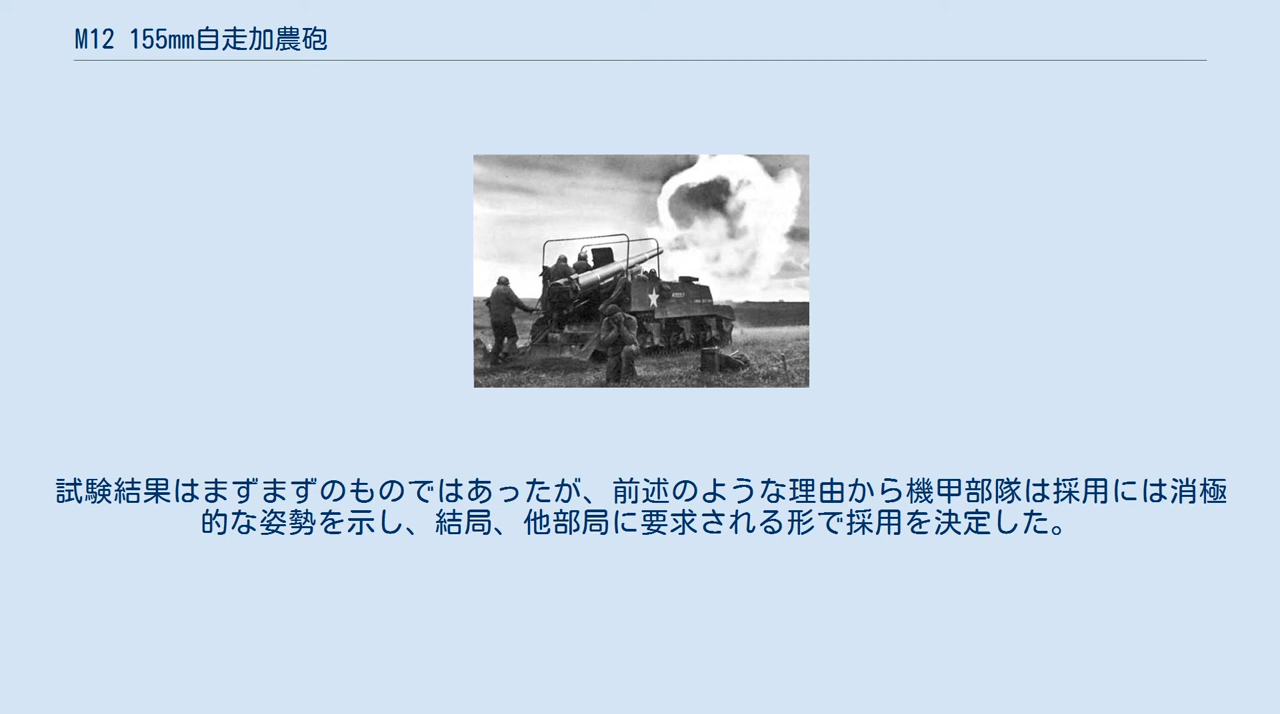 M12 155mm自走加農砲
試験結果はまずまずのものではあったが、前述のような理由から機甲部隊は採用には消極
的な姿勢を示し、結局、他部局に要求される形で採用を決定した。